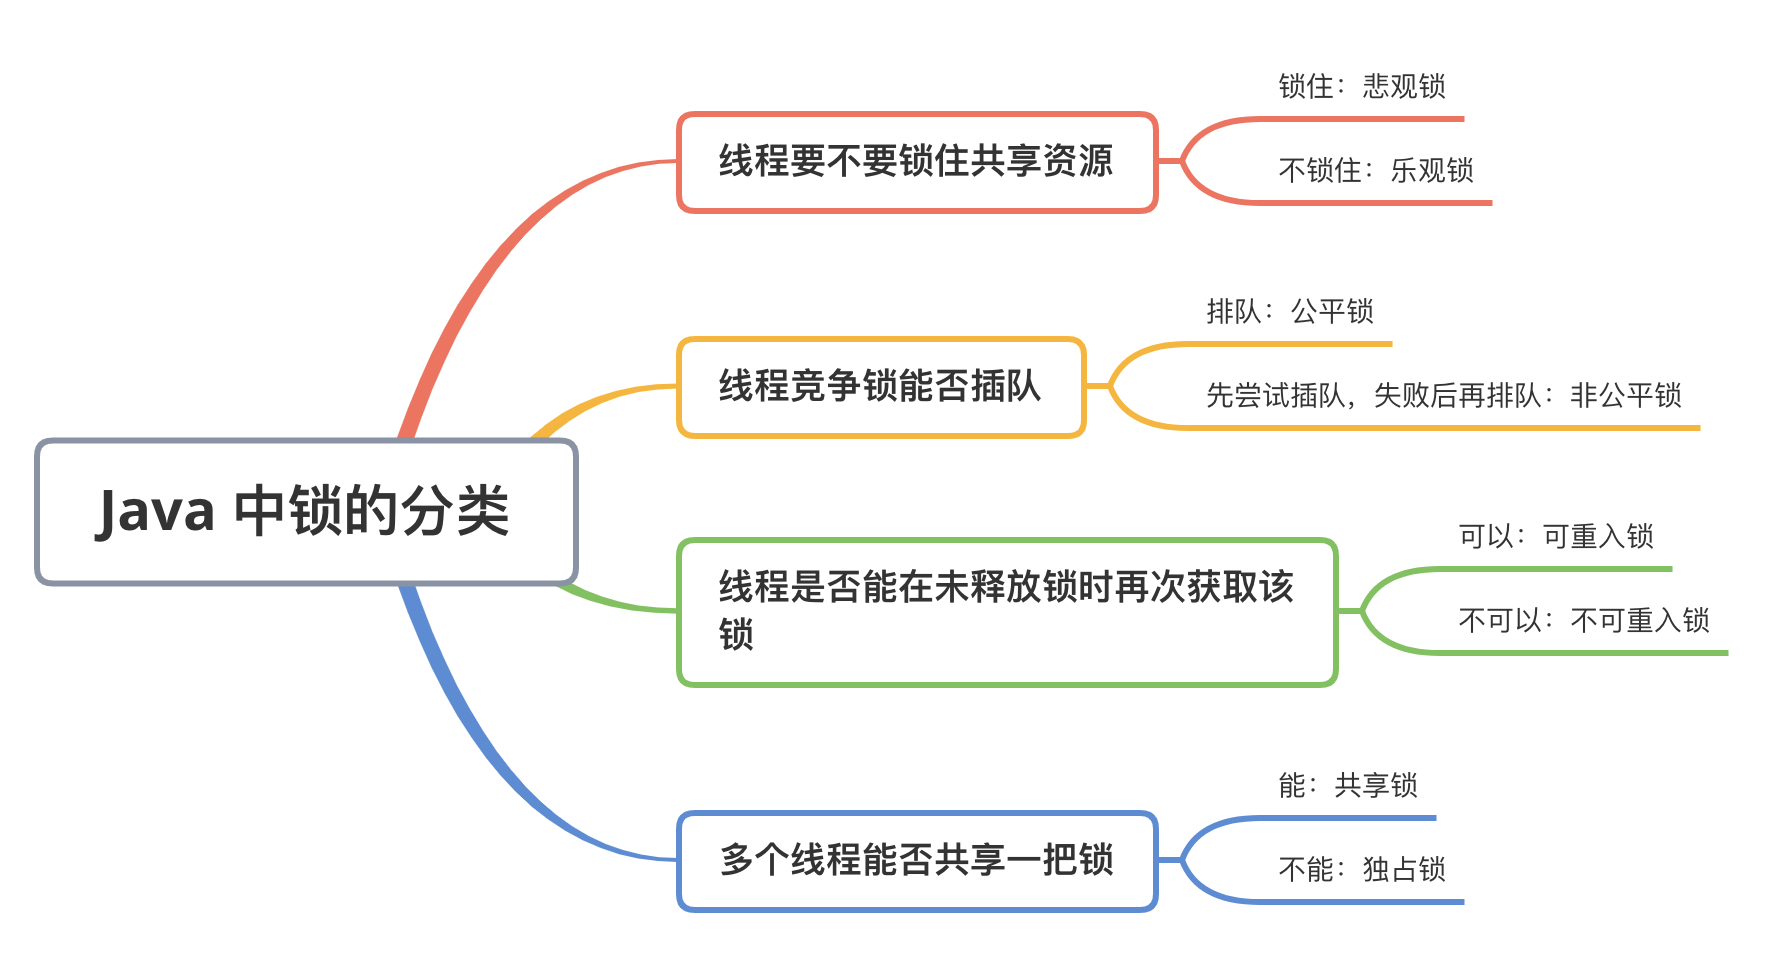 Java 中锁的分类
线程要不要锁住共享资源
锁住：悲观锁
不锁住：乐观锁
线程竞争锁能否插队
排队：公平锁
先尝试插队，失败后再排队：非公平锁
线程是否能在未释放锁时再次获取该
锁
可以：可重入锁
不可以：不可重入锁
多个线程能否共享一把锁
能：共享锁
不能：独占锁